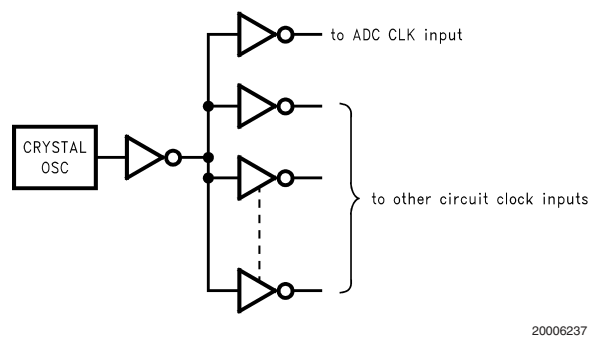 to ADC CLK input
CRYSTAL
OSC
to other circuit clock inputs
20006237